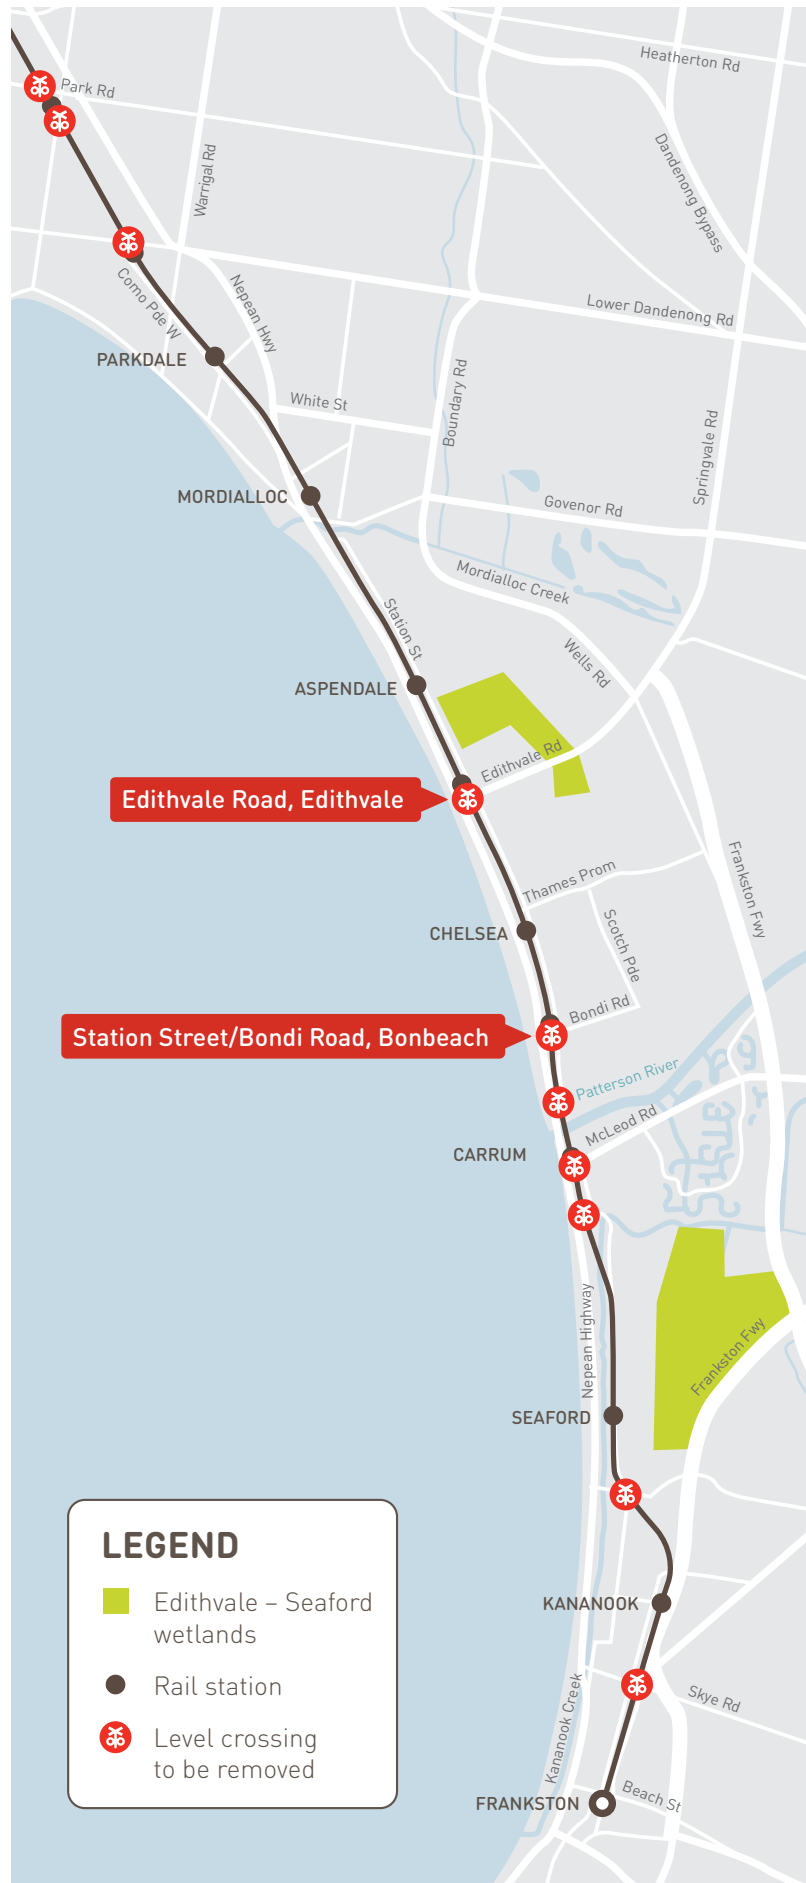 Heatherton Rd
Park Rd
Dandenong Bypass
Warrigal Rd
Como Pde W
Nepean Hwy
Lower Dandenong Rd
PARKDALE
White St
Boundary Rd
Springvale Rd
MORDIALLOC
Govenor Rd
Mordialloc Creek
Station St
Wells Rd
ASPENDALE
Edithvale Rd
Edithvale Road, Edithvale
Frankston Fwy
Thames Prom
CHELSEA
Scotch Pde
Bondi Rd
Station Street/Bondi Road, Bonbeach
Patterson River
McLeod Rd
CARRUM
Nepean Highway
Frankston Fwy
SEAFORD
LEGEND
Edithvale – Seaford
wetlands
Rail station
Level crossing
to be removed
KANANOOK
Kananook Creek
Skye Rd
FRANKSTON
Beach St